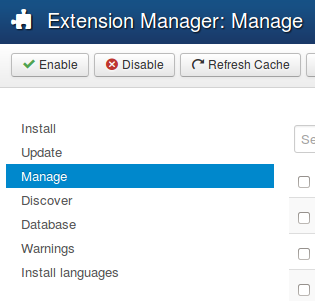 Extension Manager: Manage
Enable Disable Refresh Cache
Install
Update
Manage
Discover
Database
Warnings
Install languages